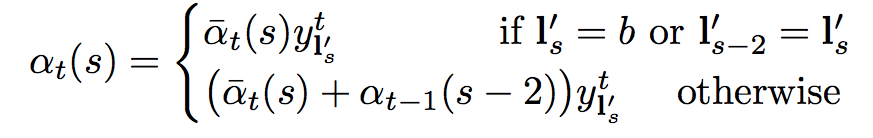 α_t(s) = { ᾱ_t(s)y^t_{l′_s} if l′_s = b or l′_{s−2} = l′_s
(ᾱ_t(s) + α_{t−1}(s − 2))y^t_{l′_s} otherwise